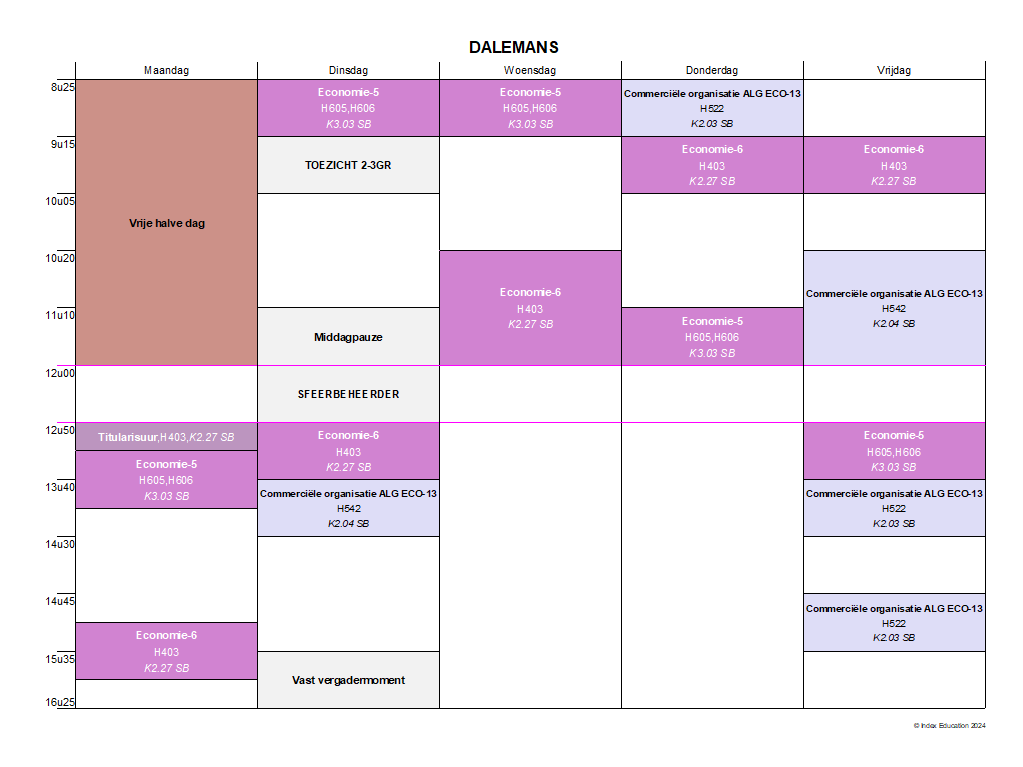 DALEMANS
Maandag Dinsdag Woensdag Donderdag Vrijdag
8u25
9u15
10u05
10u20
11u10
12u00
12u50
13u40
14u30
14u45
15u35
16u25
Vrije halve dag
Titularisuur,H403,K2.27 SB
Economie-5
H605,H606
K3.03 SB
Economie-6
H403
K2.27 SB
Economie-5
H605,H606
K3.03 SB
TOEZICHT 2-3GR
Middagpauze
SFEERBEHEERDER
Economie-6
H403
K2.27 SB
Commerciële organisatie ALG ECO-13
H542
K2.04 SB
Vast vergadermoment
Economie-5
H605,H606
K3.03 SB
Economie-6
H403
K2.27 SB
Commerciële organisatie ALG ECO-13
H522
K2.03 SB
Economie-6
H403
K2.27 SB
Economie-5
H605,H606
K3.03 SB
Economie-6
H403
K2.27 SB
Commerciële organisatie ALG ECO-13
H542
K2.04 SB
Economie-5
H605,H606
K3.03 SB
Commerciële organisatie ALG ECO-13
H522
K2.03 SB
Commerciële organisatie ALG ECO-13
H522
K2.03 SB
© Index Education 2024